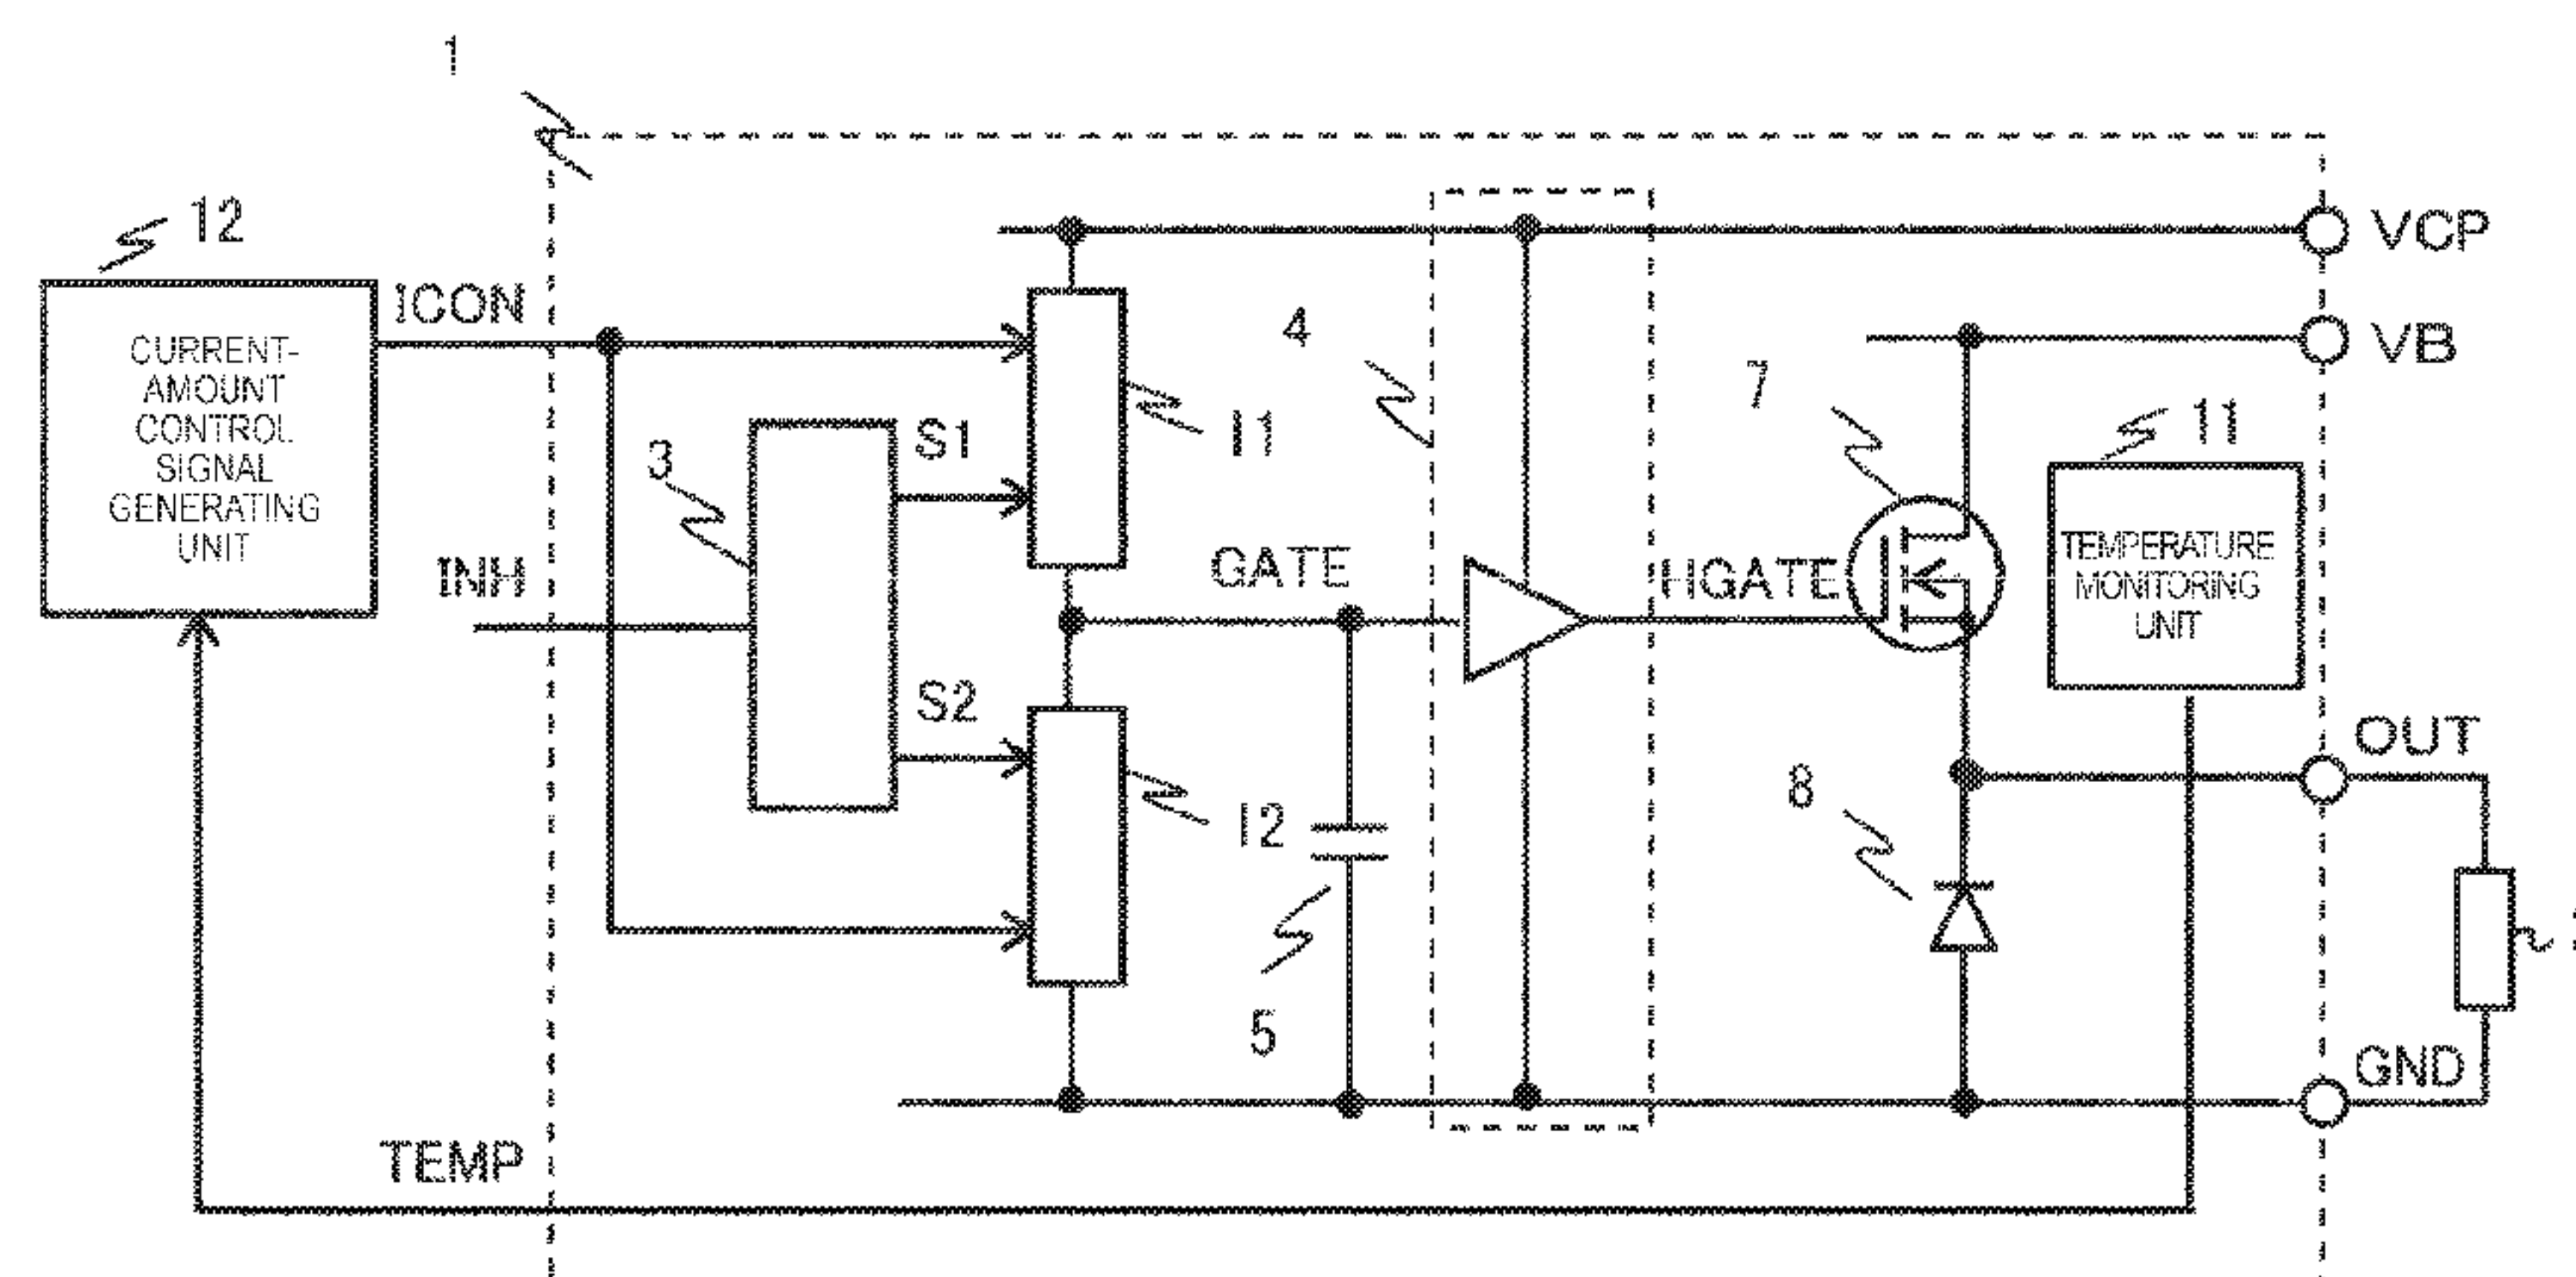 1
12
VCP
ICON
4
VB
CURRENT-
AMOUNT
CONTROL
SIGNAL
GENERATING
UNIT
7
3
S1
I1
11
INH
GATE
HGATE
TEMPERATURE
MONITORING
UNIT
S2
OUT
8
I2
5
GND
TEMP